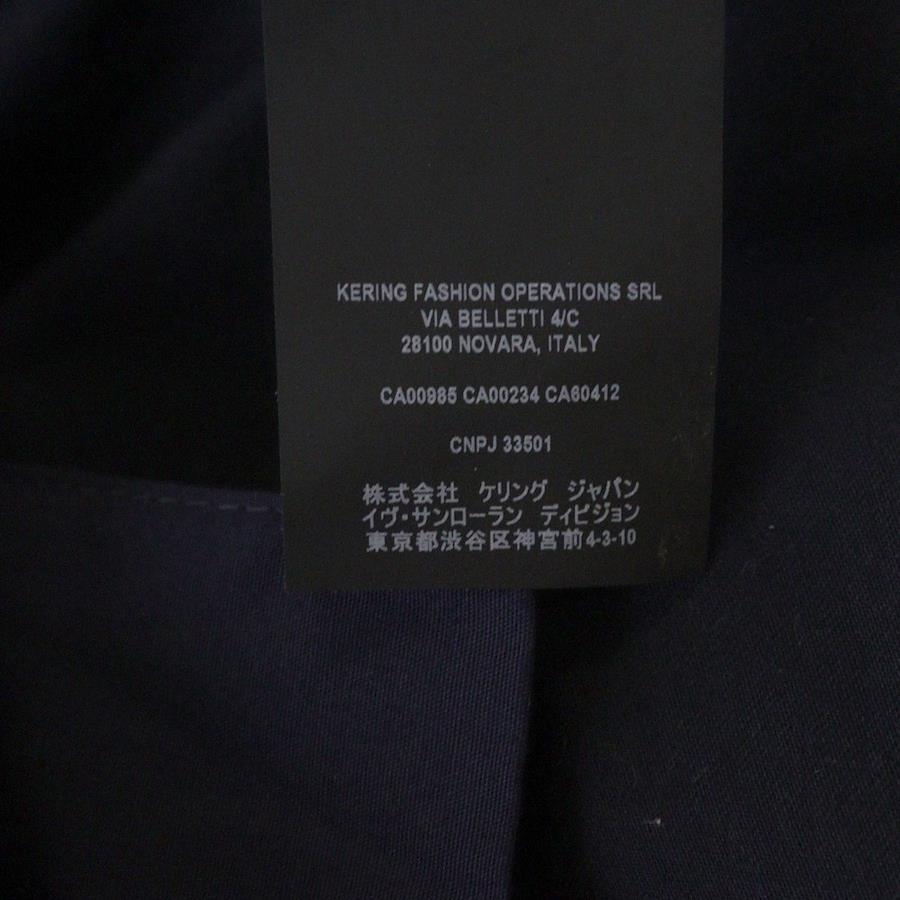 KERING FASHION OPERATIONS SRL
VIA BELLETTI 4/C
28100 NOVARA, ITALY
CA00985 CA00234 CA60412
CNPJ 33501
株式会社 ケリング ジャパン
イヴ・サンローラン ディビジョン
東京都渋谷区神宮前4-3-10